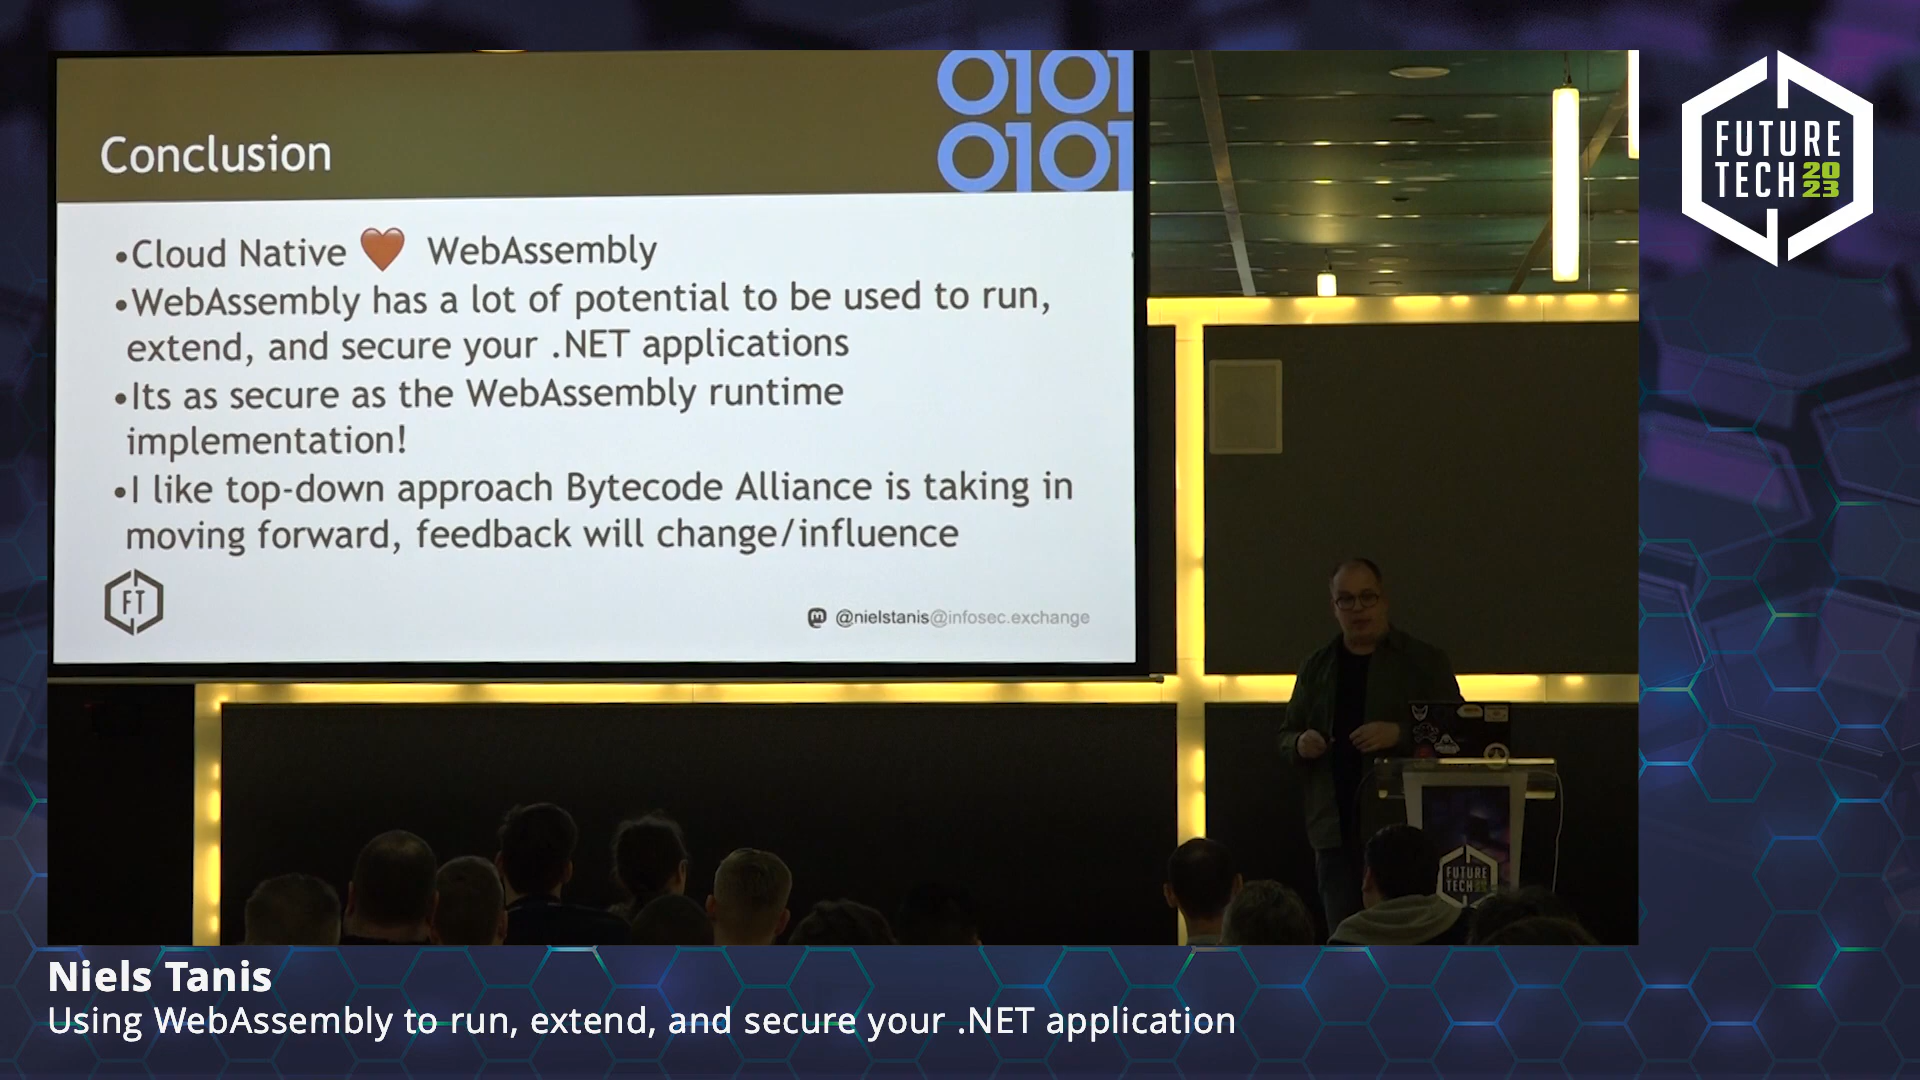 0101
0101
Conclusion
•Cloud Native ❤ WebAssembly
•WebAssembly has a lot of potential to be used to run,
extend, and secure your .NET applications
•Its as secure as the WebAssembly runtime
implementation!
•I like top-down approach Bytecode Alliance is taking in
moving forward, feedback will change/influence
FT
@nielstanis@infosec.exchange
FUTURE
TECH 20
23
FUTURE
TECH
Niels Tanis
Using WebAssembly to run, extend, and secure your .NET application